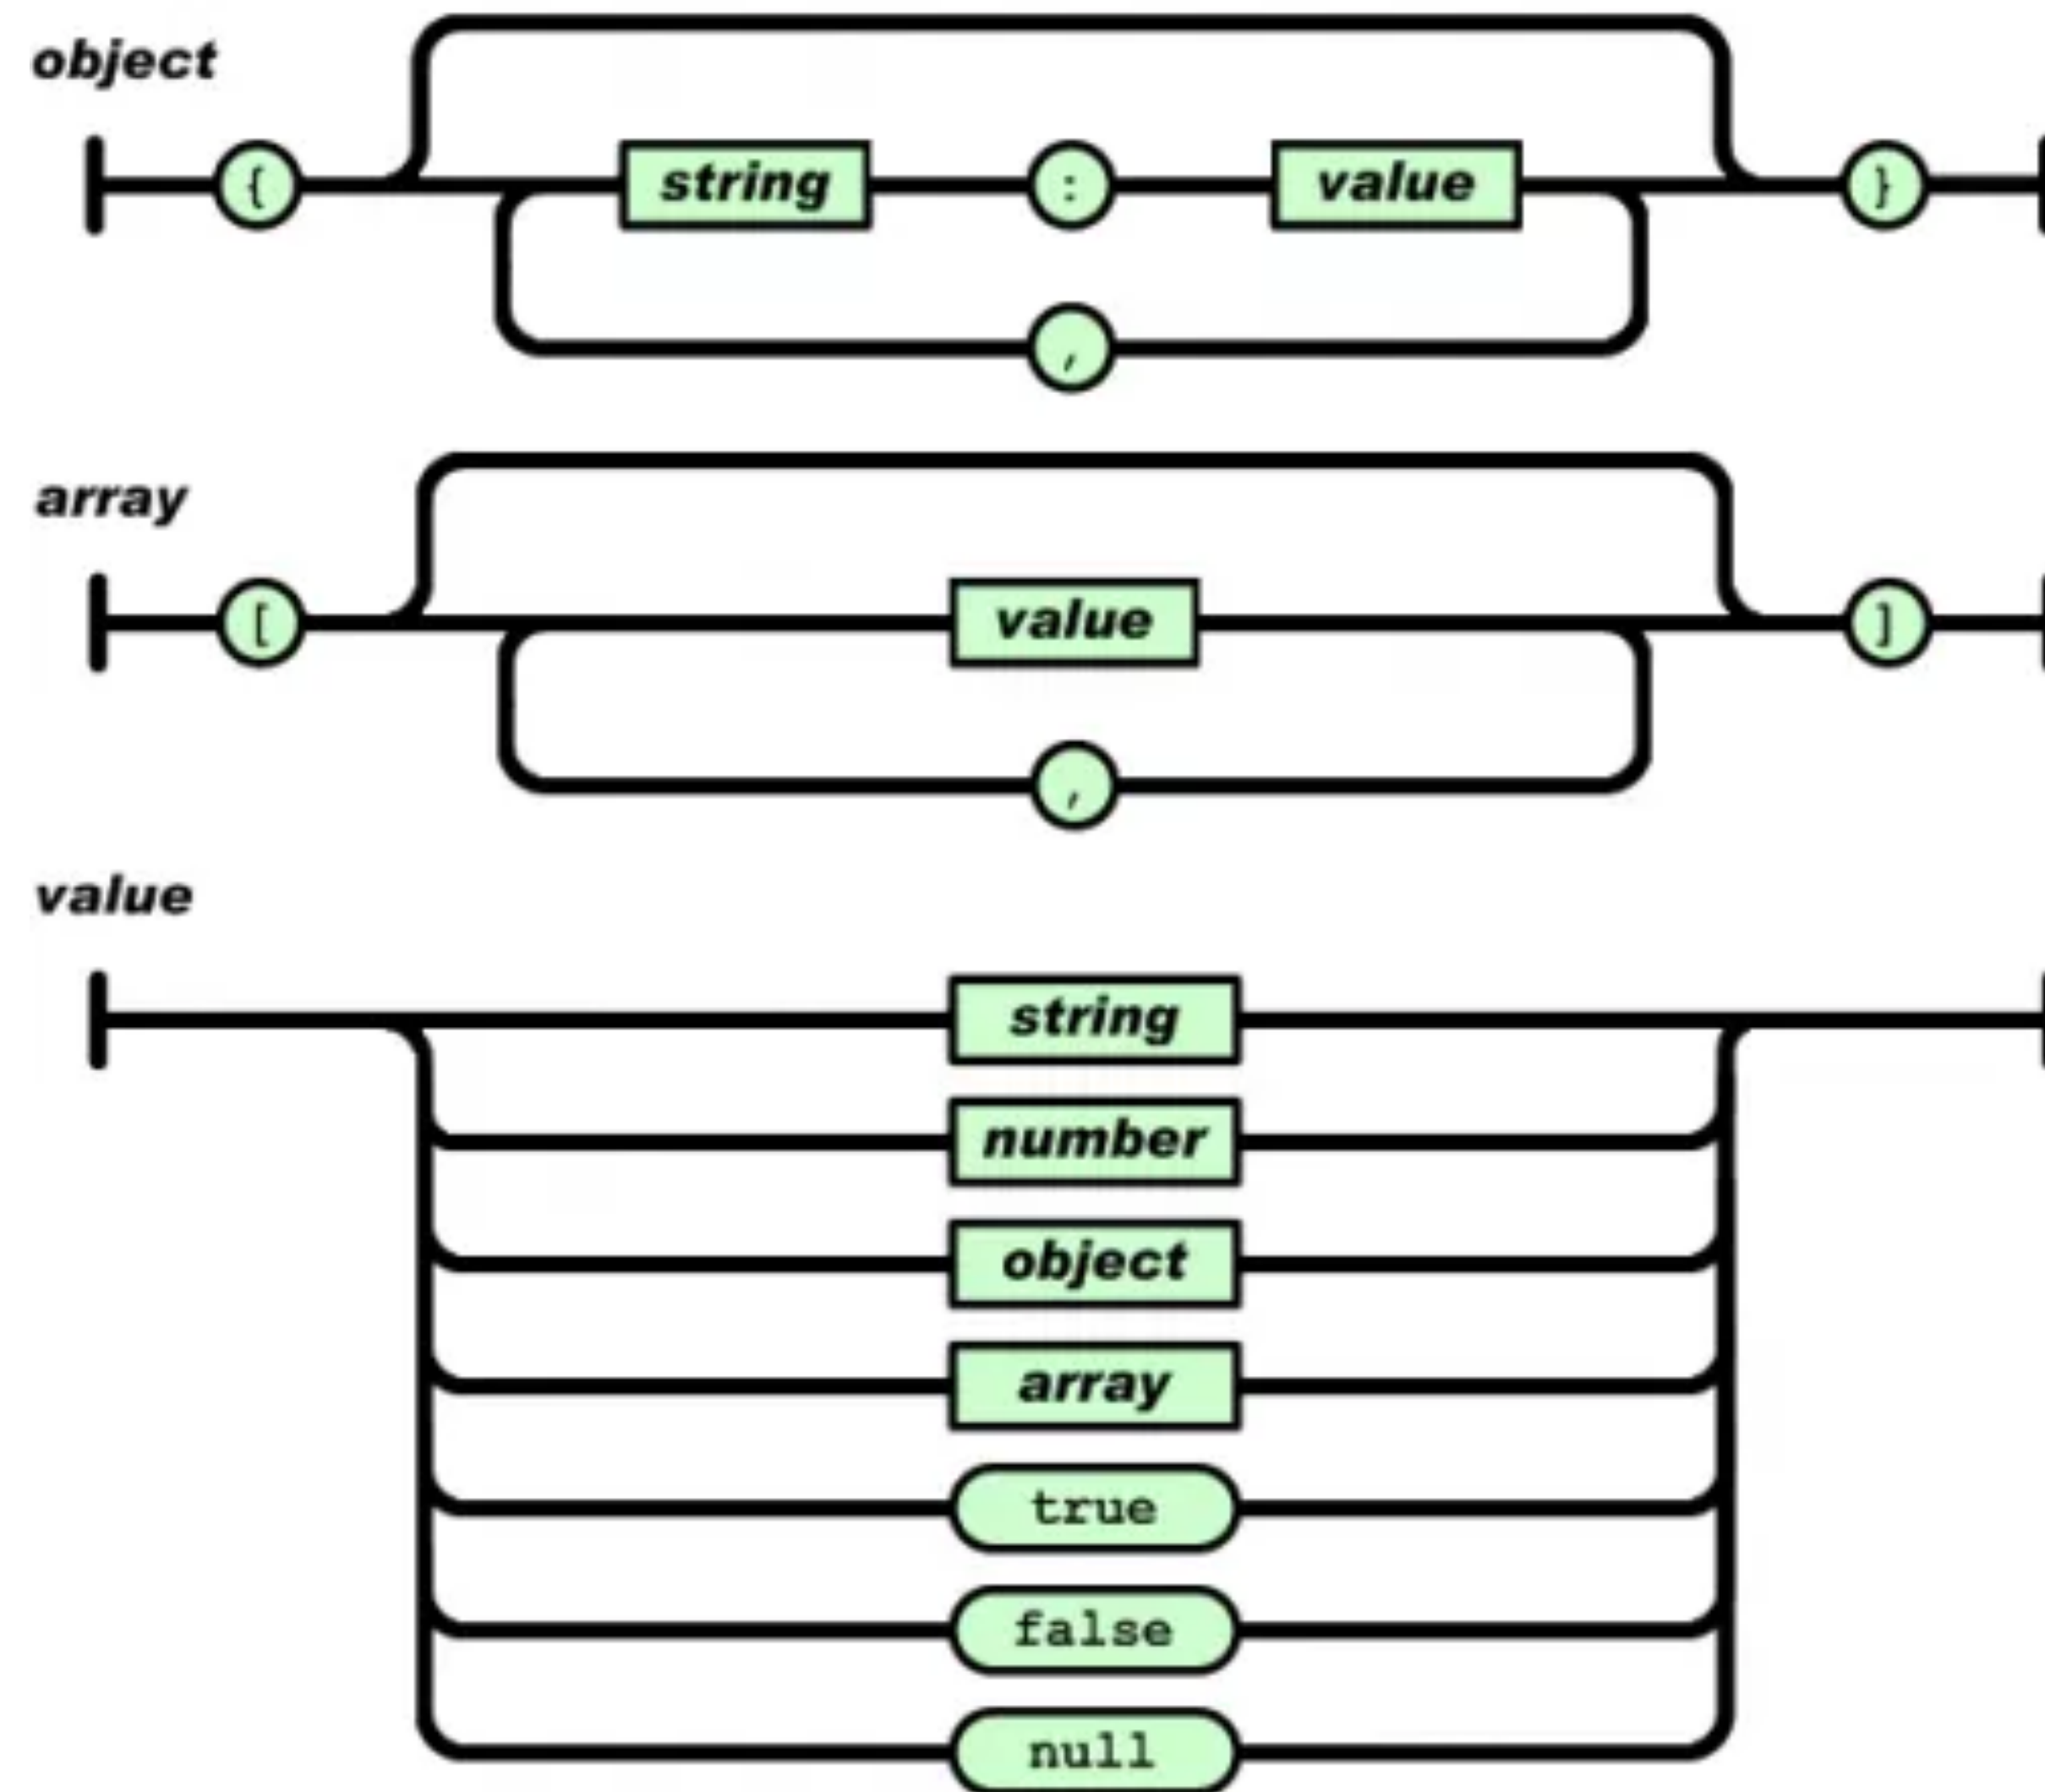 object
{ string : value }
,
array
[ value ]
,
value
string
number
object
array
true
false
null